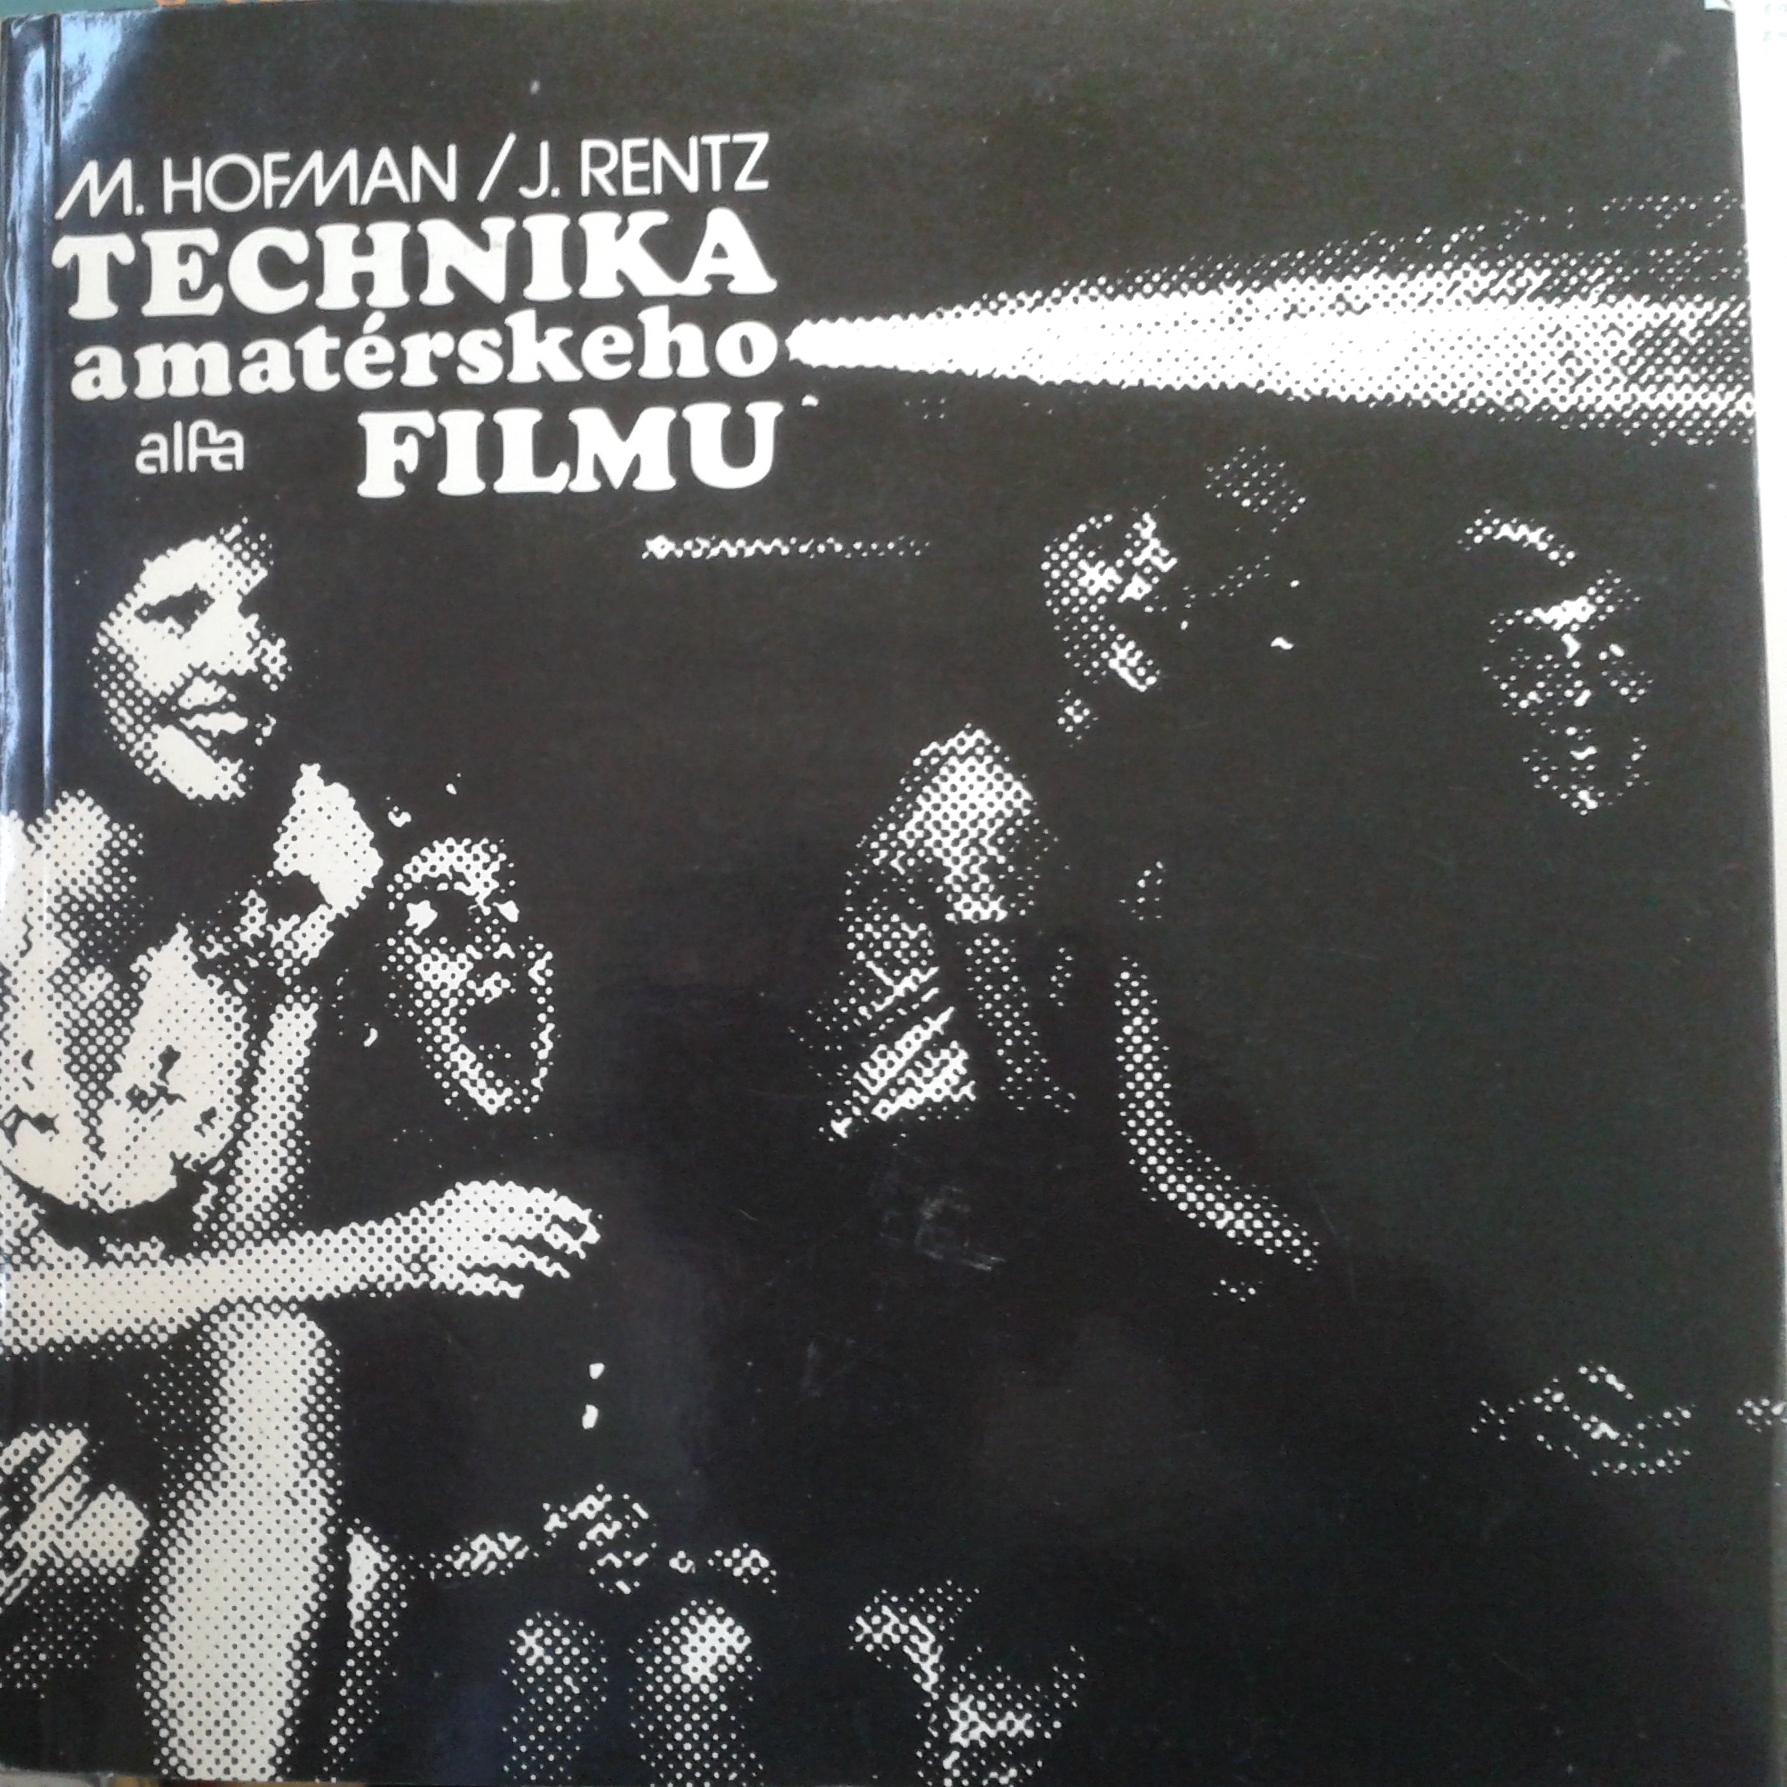 M. HOFMAN / J. RENTZ
TECHNIKA
amatérskeho
FILMU
alfa